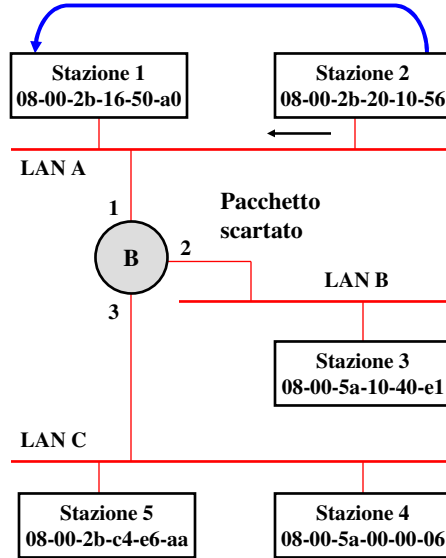 Stazione 1
08-00-2b-16-50-a0
Stazione 2
08-00-2b-20-10-56
LAN A
1
Pacchetto
scartato
B
2
3
LAN B
Stazione 3
08-00-5a-10-40-e1
LAN C
Stazione 5
08-00-2b-c4-e6-aa
Stazione 4
08-00-5a-00-00-06